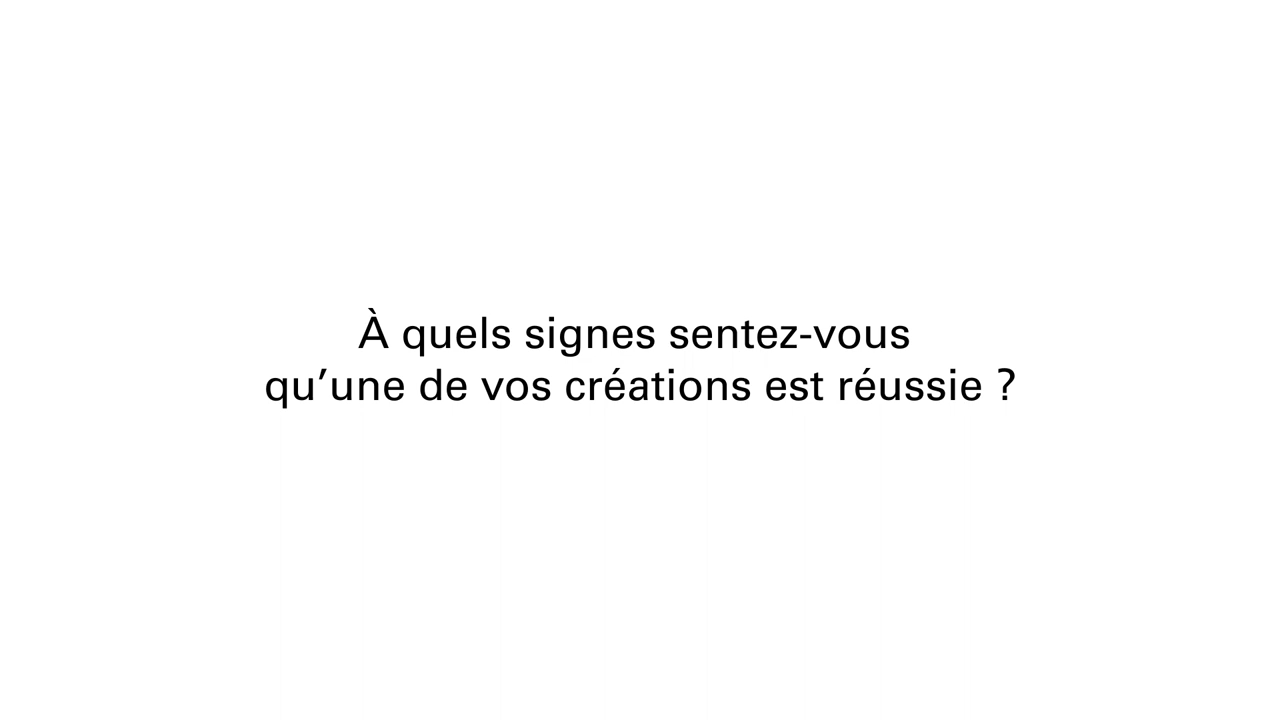 À quels signes sentez-vous
qu’une de vos créations est réussie ?